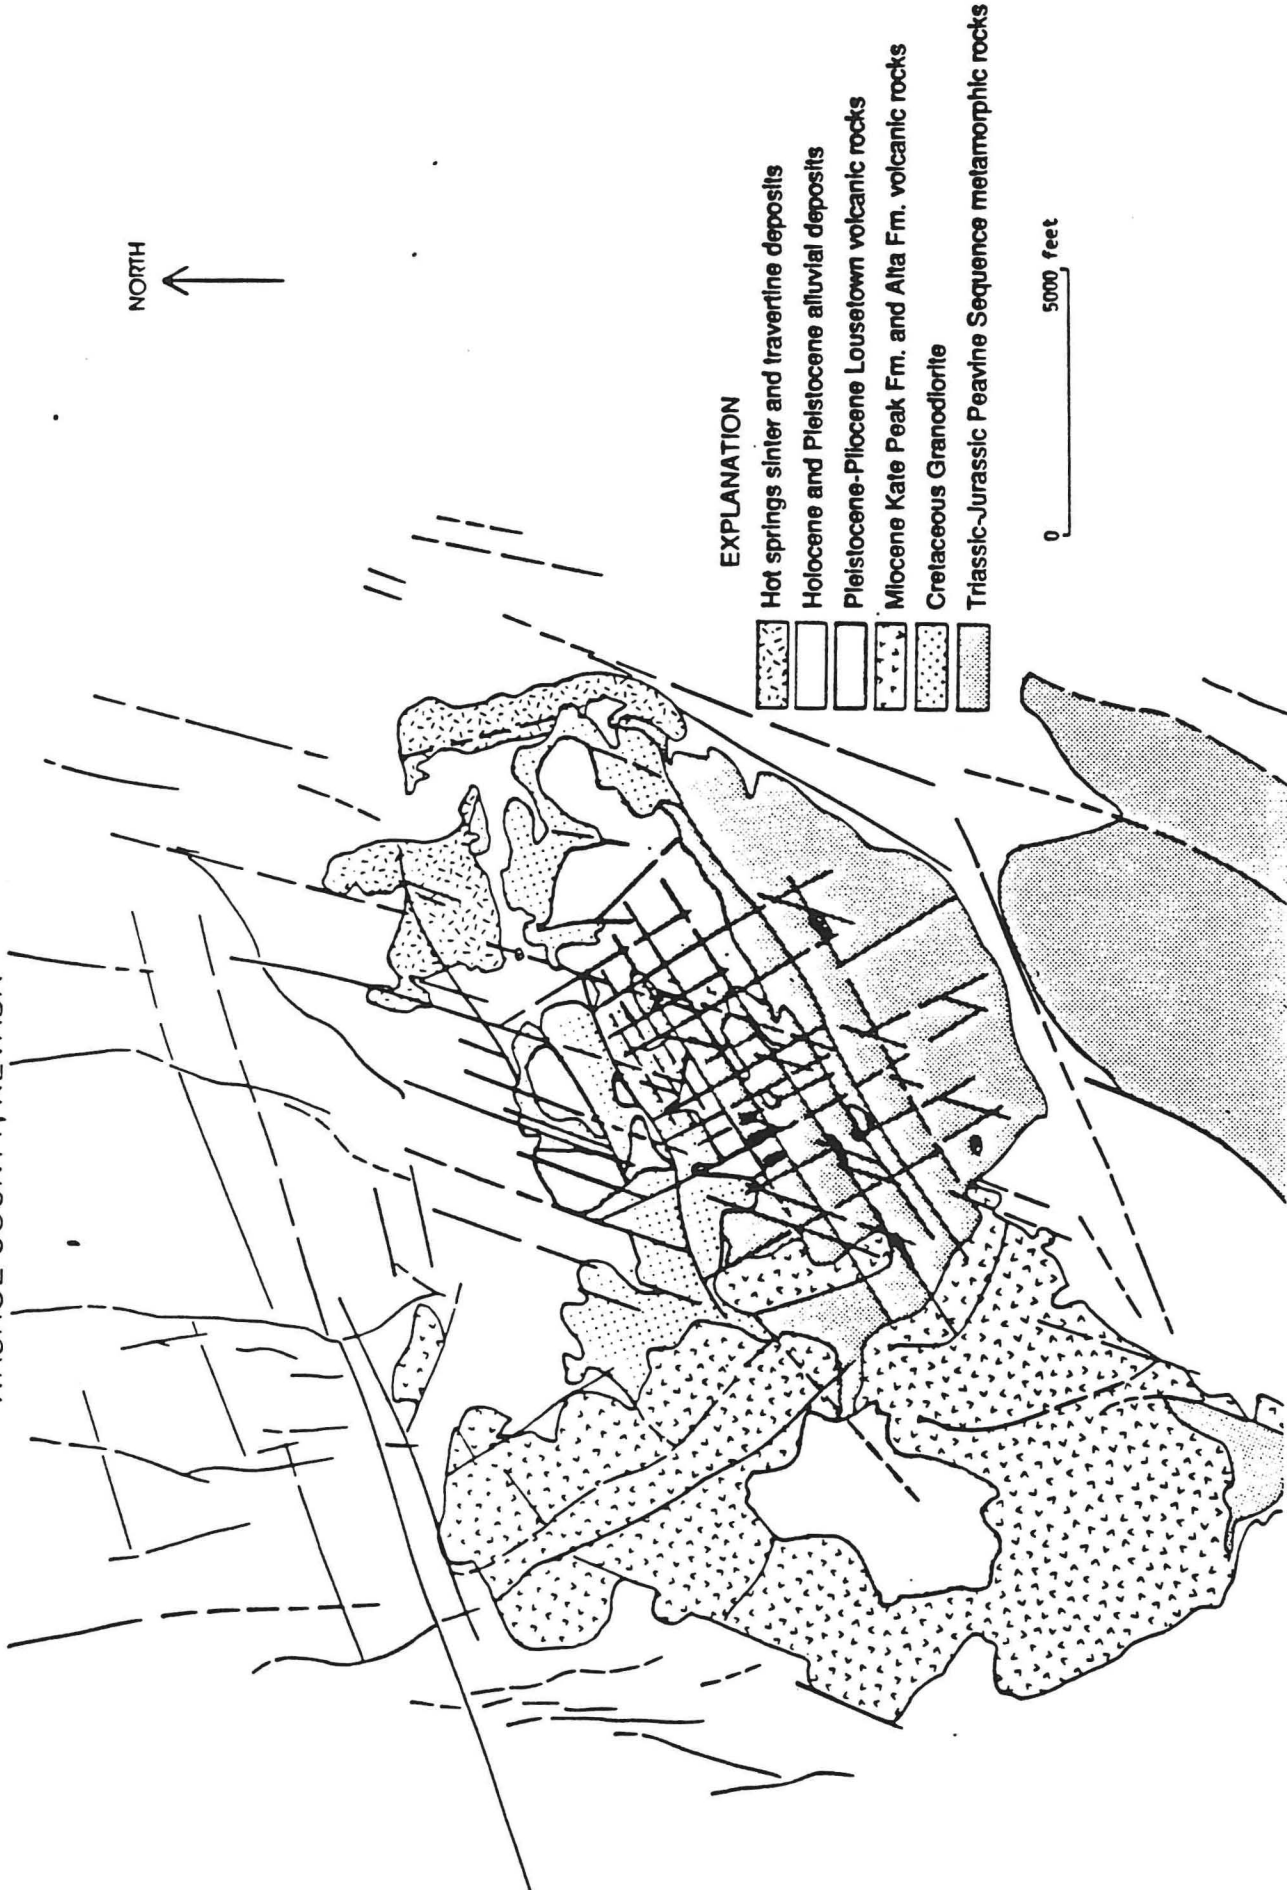 NORTH
EXPLANATION
Hot springs sinter and travertine deposits
Holocene and Pleistocene alluvial deposits
Pleistocene-Pliocene Lousetown volcanic rocks
Miocene Kate Peak Fm. and Alta Fm. volcanic rocks
Cretaceous Granodiorite
Triassic-Jurassic Peavine Sequence metamorphic rocks
0 5000 feet